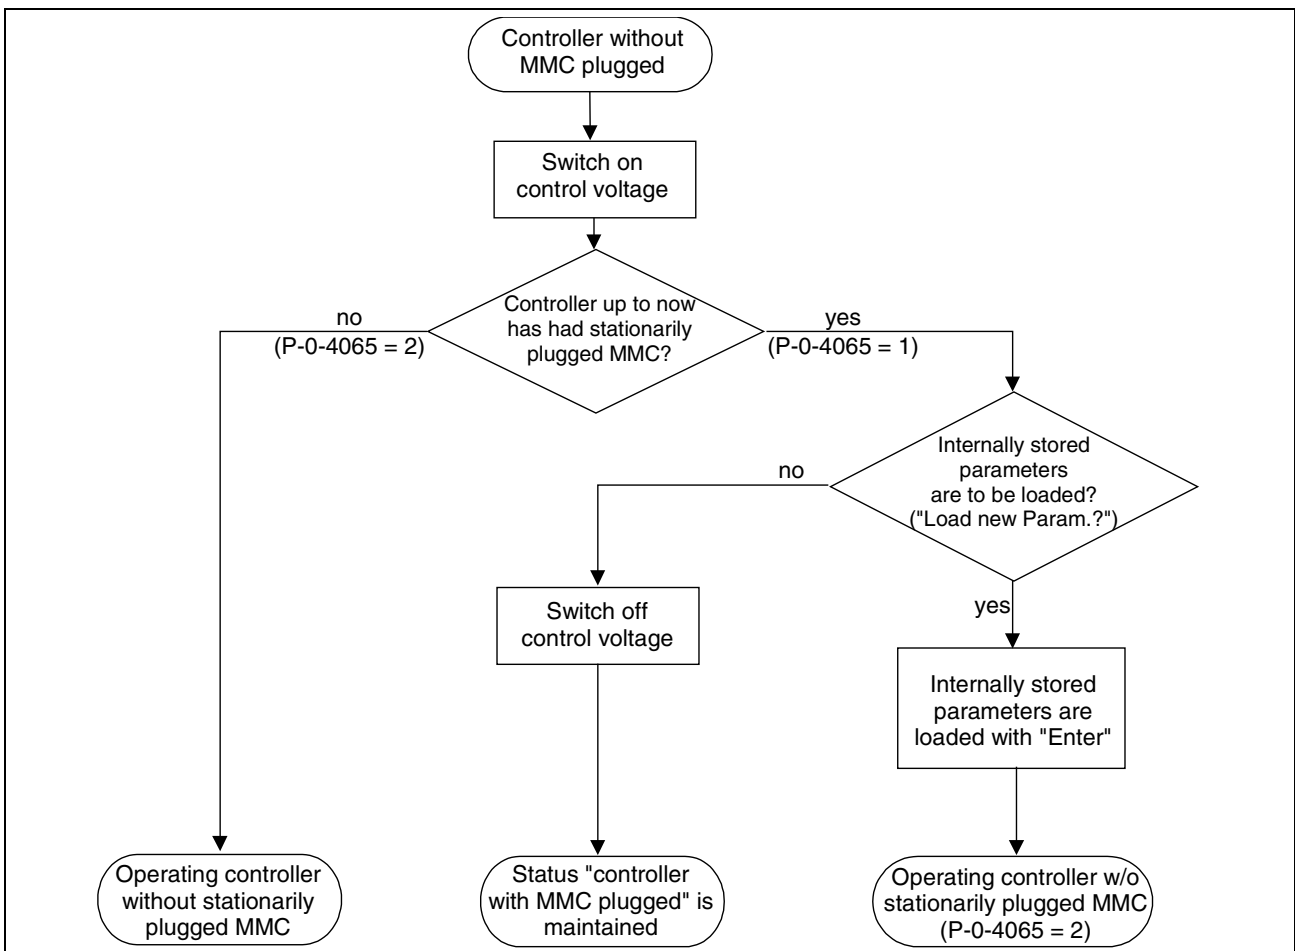 Controller without
MMC plugged
Switch on
control voltage
Controller up to now
has had stationarily
plugged MMC?
no
(P-0-4065 = 2)
yes
(P-0-4065 = 1)
Internally stored
parameters
are to be loaded?
("Load new Param.?")
no
yes
Switch off
control voltage
Internally stored
parameters are
loaded with "Enter"
Operating controller
without stationarily
plugged MMC
Status "controller
with MMC plugged" is
maintained
Operating controller w/o
stationarily plugged MMC
(P-0-4065 = 2)